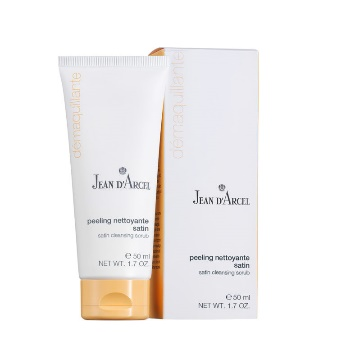 démaquillante
JEAN D'ARCEL
peeling nettoyante
satin
satin cleansing scrub
℮ 50 ml
NET WT. 1.7 OZ.
démaquillante
JEAN D'ARCEL
peeling nettoyante
satin
satin cleansing scrub
℮ 50 ml
NET WT. 1.7 OZ.